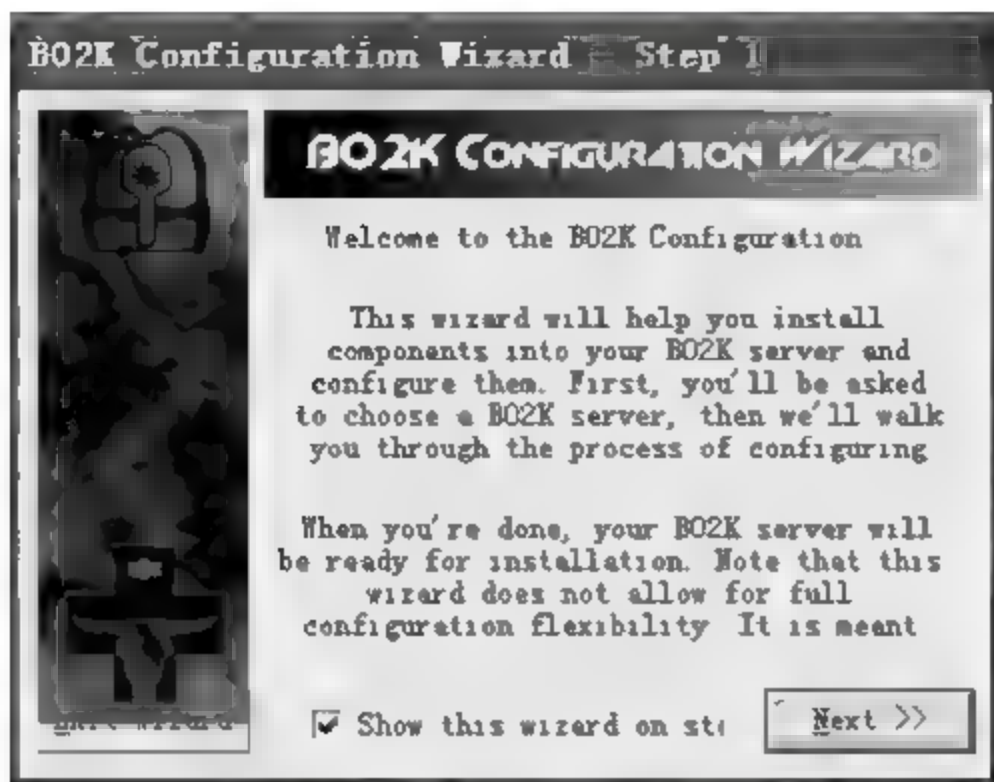 BO2K Configuration Wizard - Step 1
BO2K CONFIGURATION WIZARD
Welcome to the BO2K Configuration
This wizard will help you install
components into your BO2K server and
configure them. First, you'll be asked
to choose a BO2K server, then we'll walk
you through the process of configuring
When you're done, your BO2K server will
be ready for installation. Note that this
wizard does not allow for full
configuration flexibility It is meant
Show this wizard on
Next >>